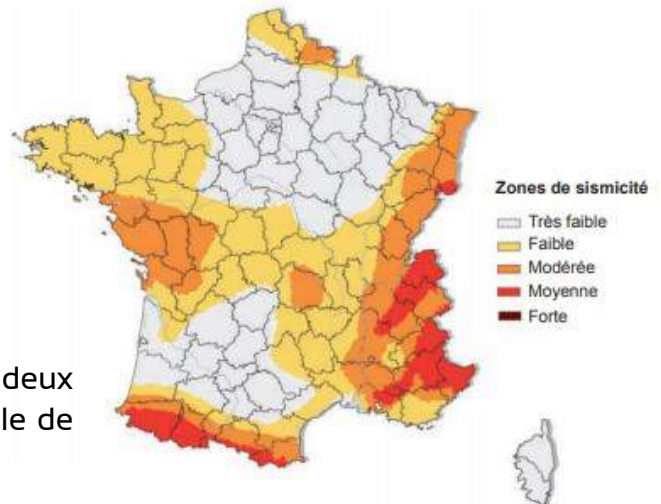 Zones de sismicité
Très faible
Faible
Modérée
Moyenne
Forte
deux
le de